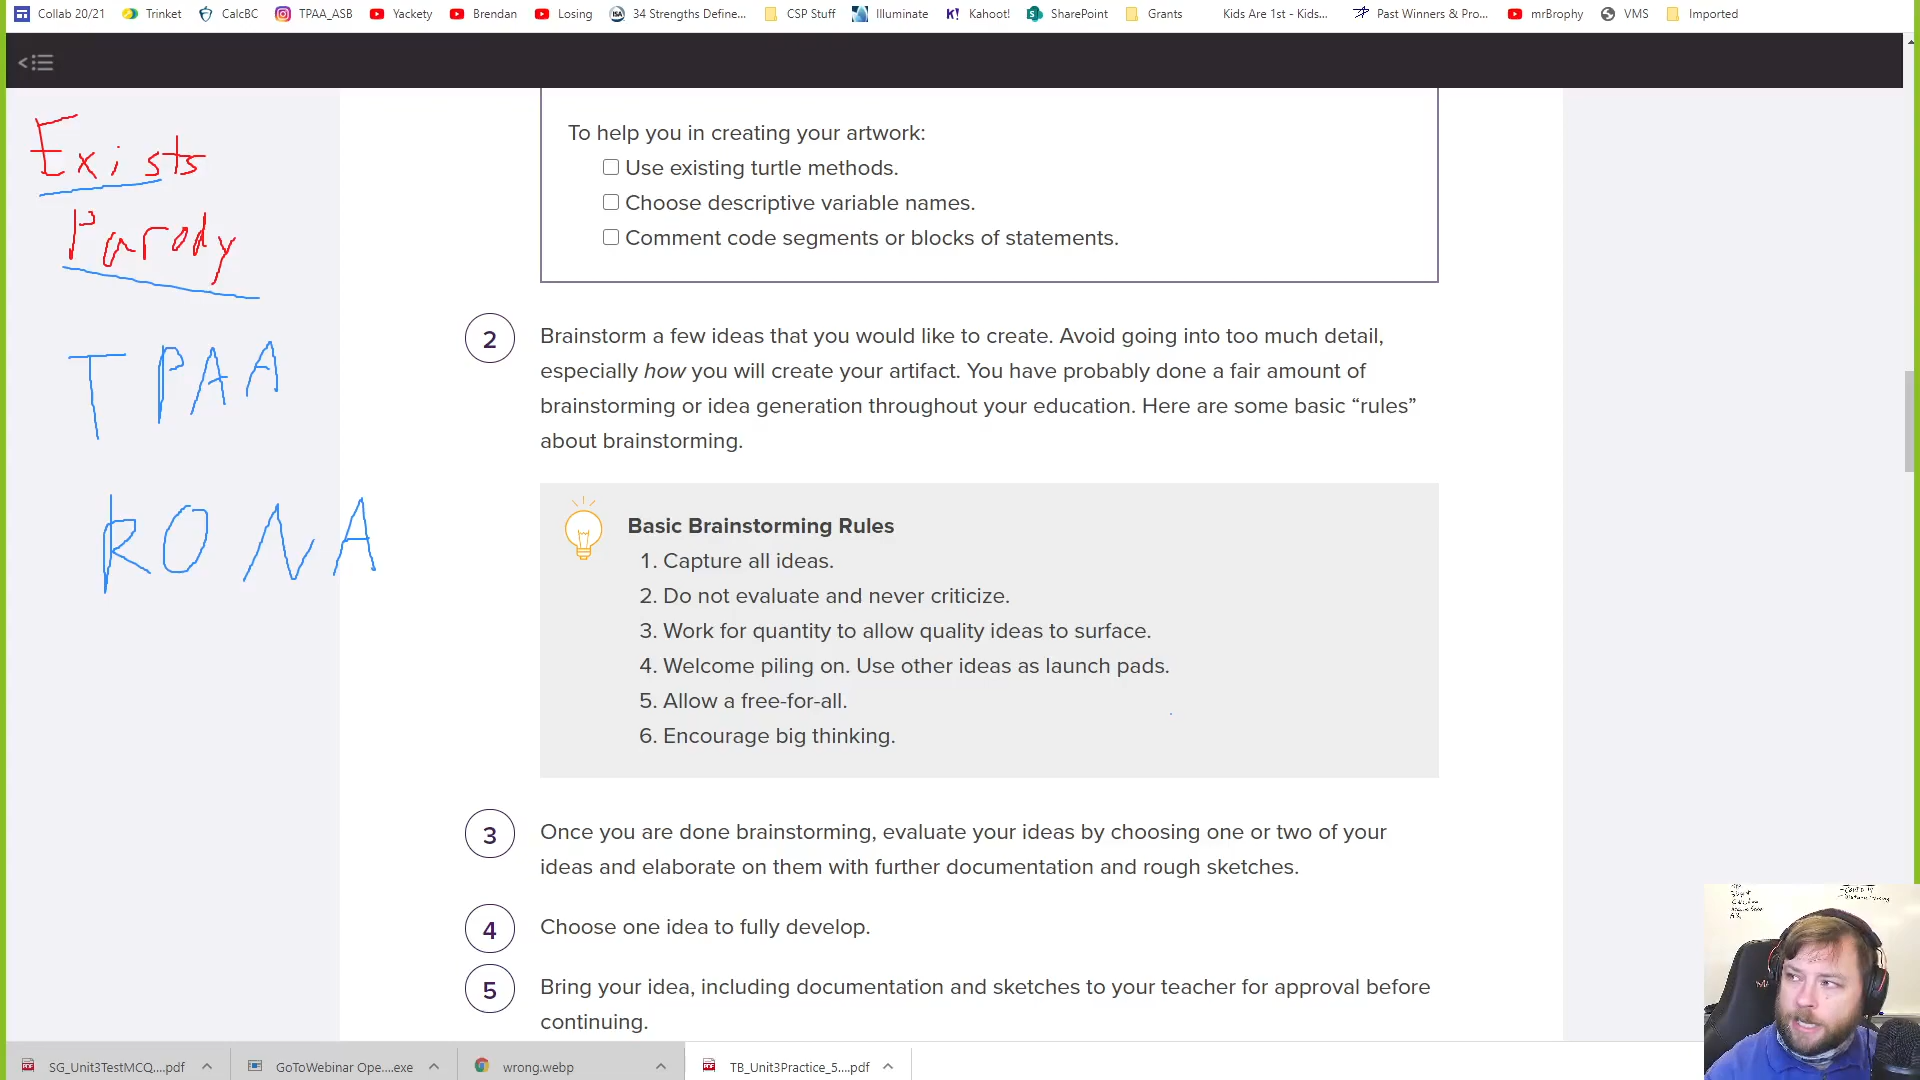 Collab 20/21 Trinket CalcBC TPAA_ASB Yackety Brendan Losing 34 Strengths Define... CSP Stuff Illuminate Kahoot! SharePoint Grants Kids Are 1st - Kids... Past Winners & Pro... mrBrophy VMS Imported
Exists
Parody
TPAA
KONA
To help you in creating your artwork:
Use existing turtle methods.
Choose descriptive variable names.
Comment code segments or blocks of statements.
2 Brainstorm a few ideas that you would like to create. Avoid going into too much detail,
especially how you will create your artifact. You have probably done a fair amount of
brainstorming or idea generation throughout your education. Here are some basic “rules”
about brainstorming.
Basic Brainstorming Rules
1. Capture all ideas.
2. Do not evaluate and never criticize.
3. Work for quantity to allow quality ideas to surface.
4. Welcome piling on. Use other ideas as launch pads.
5. Allow a free-for-all.
6. Encourage big thinking.
3 Once you are done brainstorming, evaluate your ideas by choosing one or two of your
ideas and elaborate on them with further documentation and rough sketches.
4 Choose one idea to fully develop.
5 Bring your idea, including documentation and sketches to your teacher for approval before
continuing.
SG_Unit3TestMCQ....pdf GoToWebinar Ope....exe wrong.webp TB_Unit3Practice_5....pdf